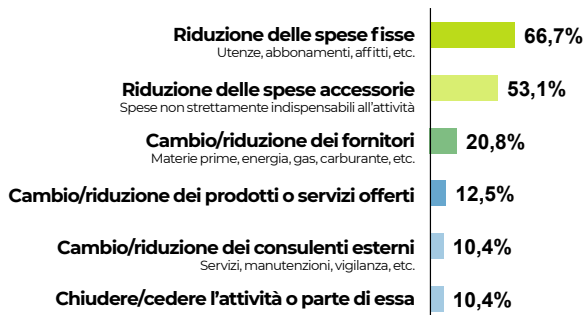 Riduzione delle spese fisse
66,7%
Utenze, abbonamenti, affitti, etc.
Riduzione delle spese accessorie
53,1%
Spese non strettamente indispensabili all'attività
Cambio/riduzione dei fornitori
20,8%
Materie prime, energia, gas, carburante, etc.
Cambio/riduzione dei prodotti o servizi offerti
12,5%
Cambio/riduzione dei consulenti esterni
10,4%
Servizi, manutenzioni, vigilanza, etc.
Chiudere/cedere l'attività o parte di essa
10,4%